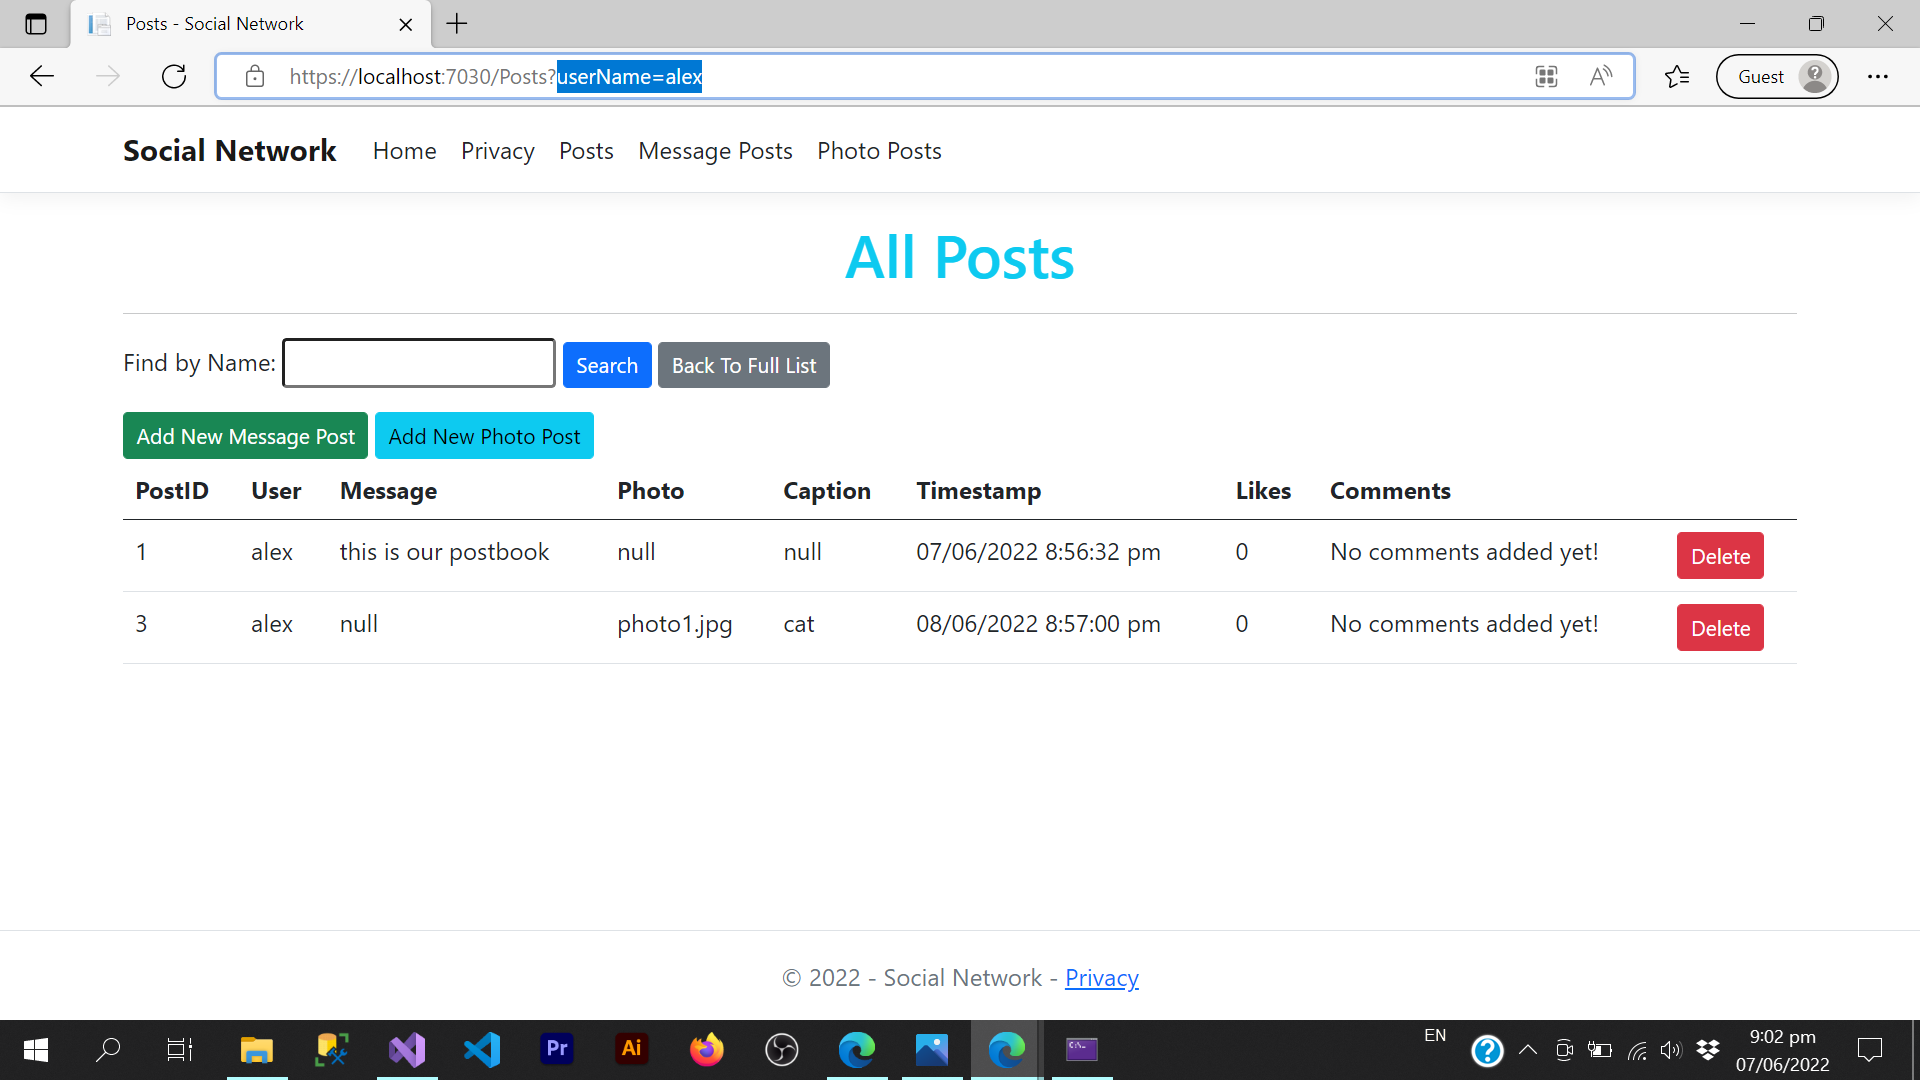 Posts - Social Network
https://localhost:7030/Posts?userName=alex
Guest
Social Network Home Privacy Posts Message Posts Photo Posts
All Posts
Find by Name: Search Back To Full List
Add New Message Post Add New Photo Post
PostID User Message Photo Caption Timestamp Likes Comments
1 alex this is our postbook null null 07/06/2022 8:56:32 pm 0 No comments added yet! Delete
3 alex null photo1.jpg cat 08/06/2022 8:57:00 pm 0 No comments added yet! Delete
© 2022 - Social Network - Privacy
Pr Ai EN 9:02 pm
07/06/2022